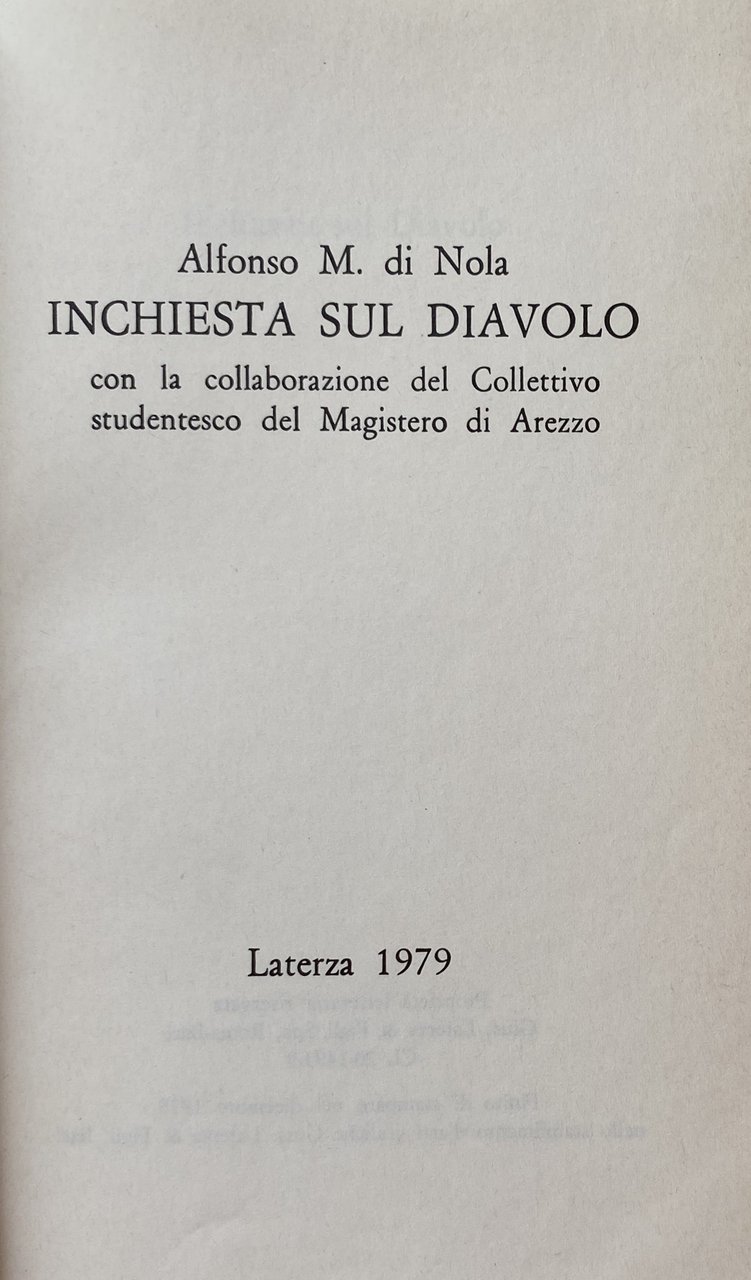 Alfonso M. di Nola
INCHIESTA SUL DIAVOLO
con la collaborazione del Collettivo
studentesco del Magistero di Arezzo
Laterza 1979